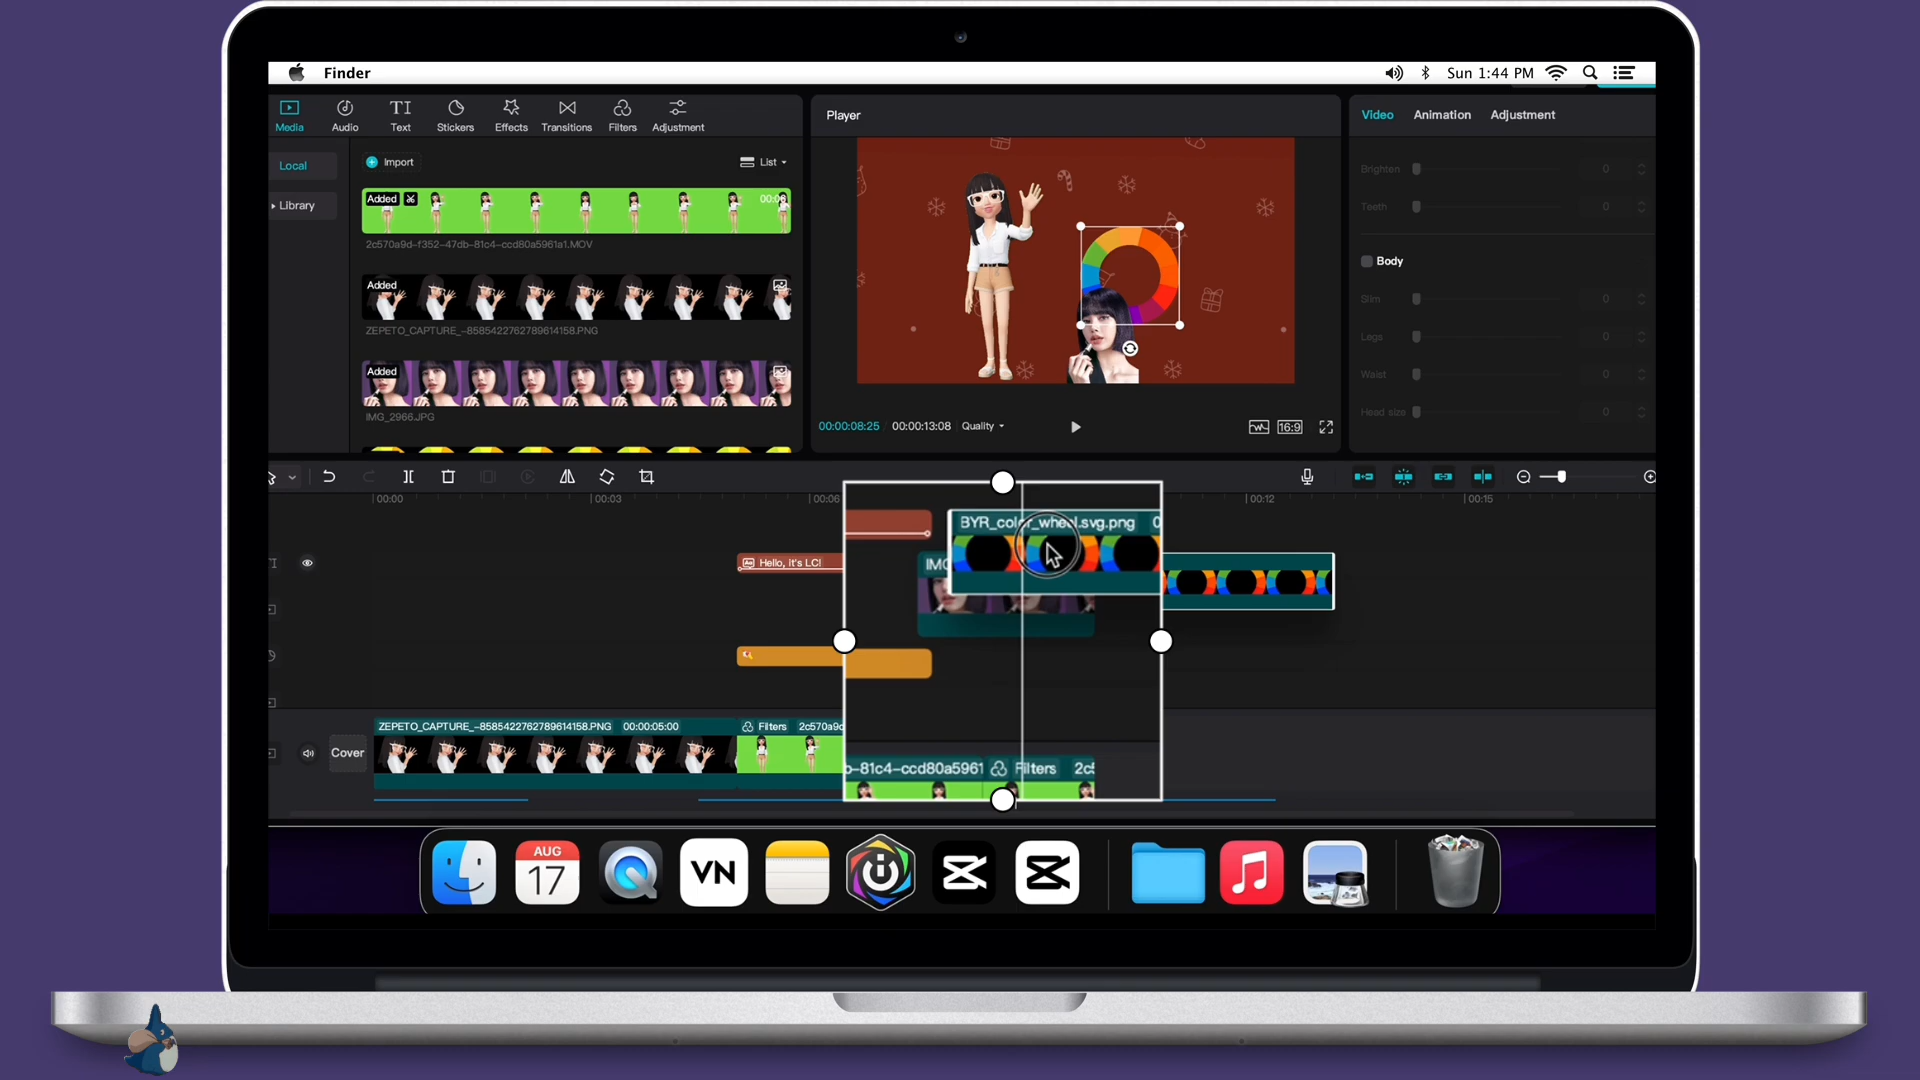 Finder
Sun 1:44 PM
Media
Audio
Text
Stickers
Effects
Transitions
Filters
Adjustment
Player
Video
Animation
Adjustment
Local
Library
Import
List
Added
00:00
2c570a9d-f352-47db-81c4-ccd80a5961a1.MOV
Added
ZEPETO_CAPTURE_-8585422762789614158.PNG
Added
IMG_2966.JPG
Brighten
0
Teeth
0
Body
Slim
0
Legs
0
Waist
0
Head size
0
00:00:08:25
00:00:13:08
Quality
16:9
00:00
00:03
00:06
00:12
00:15
Hello, it's LC!
BYR_color_wheel.svg.png
0
IMG
ZEPETO_CAPTURE_-8585422762789614158.PNG 00:00:05:00
Filters
2c570a9d
Cover
b-81c4-ccd80a5961
Filters
AUG
17
VN